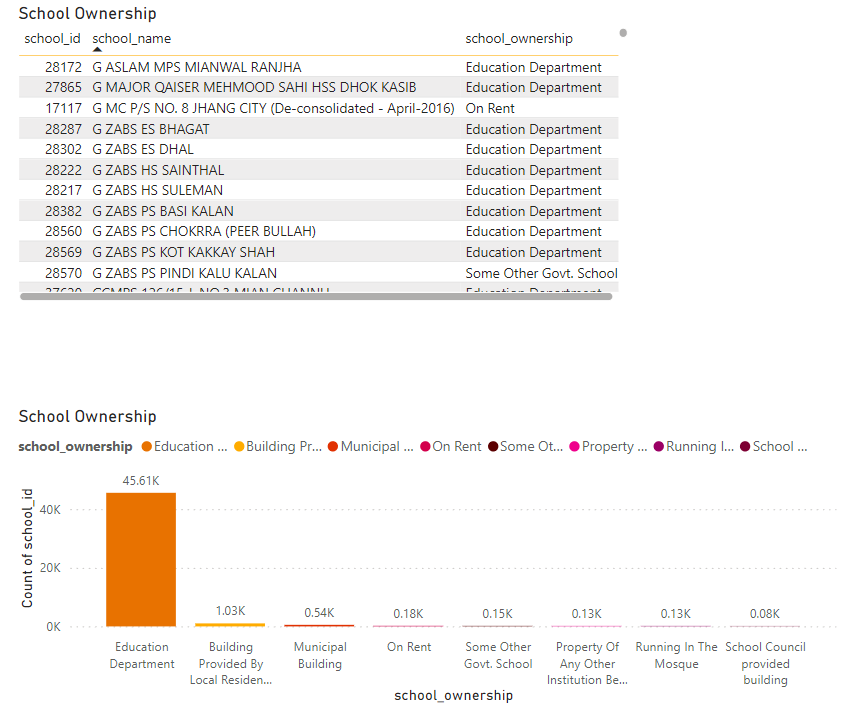 School Ownership
school_id school_name school_ownership
28172 G ASLAM MPS MIANWAL RANJHA Education Department
27865 G MAJOR QAISER MEHMOOD SAHI HSS DHOK KASIB Education Department
17117 G MC P/S NO. 8 JHANG CITY (De-consolidated - April-2016) On Rent
28287 G ZABS ES BHAGAT Education Department
28302 G ZABS ES DHAL Education Department
28222 G ZABS HS SAINTHAL Education Department
28217 G ZABS HS SULEMAN Education Department
28382 G ZABS PS BASI KALAN Education Department
28560 G ZABS PS CHOKRRA (PEER BULLAH) Education Department
28569 G ZABS PS KOT KAKKAY SHAH Education Department
28570 G ZABS PS PINDI KALU KALAN Some Other Govt. School
School Ownership
school_ownership Education ... Building Pr... Municipal ... On Rent Some Ot... Property ... Running I... School ...
Count of school_id
40K
20K
0K
45.61K
1.03K
0.54K
0.18K
0.15K
0.13K
0.13K
0.08K
Education
Department
Building
Provided By
Local Residen...
Municipal
Building
On Rent
Some Other
Govt. School
Property Of
Any Other
Institution Be...
Running In The
Mosque
School Council
provided
building
school_ownership